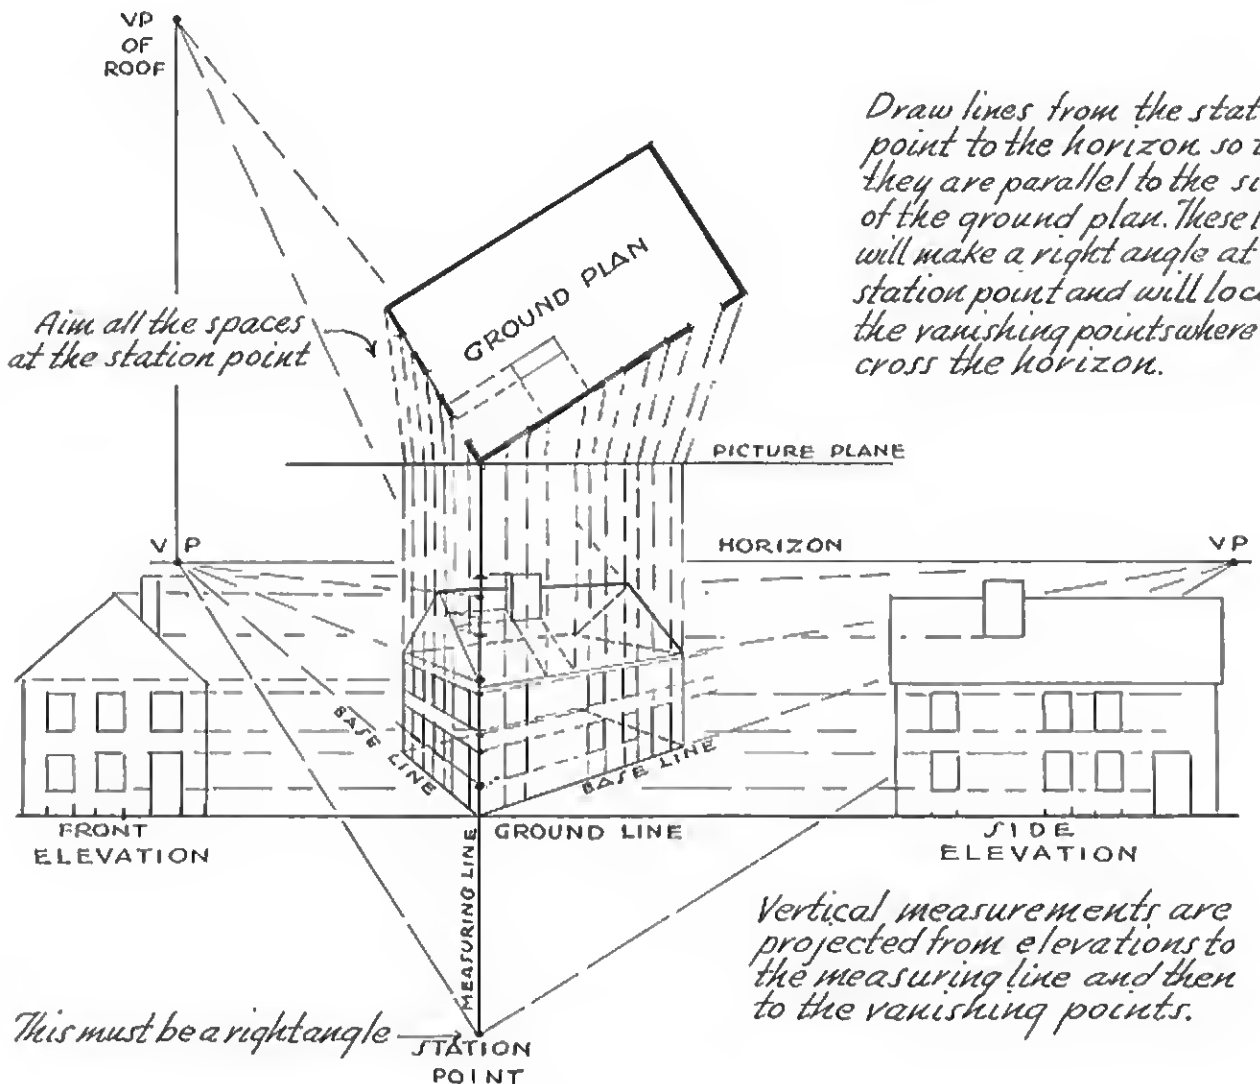 VP
OF
ROOF
Draw lines from the stat
point to the horizon so t
they are parallel to the si
of the ground plan. These l
will make a right angle at
station point and will loc
the vanishing points where
cross the horizon.
GROUND PLAN
Aim all the spaces
at the station point
PICTURE PLANE
VP
HORIZON
VP
BASE LINE
BASE LINE
FRONT
ELEVATION
GROUND LINE
SIDE
ELEVATION
MEASURING LINE
Vertical measurements are
projected from elevations to
the measuring line and then
to the vanishing points.
This must be a right angle
STATION
POINT